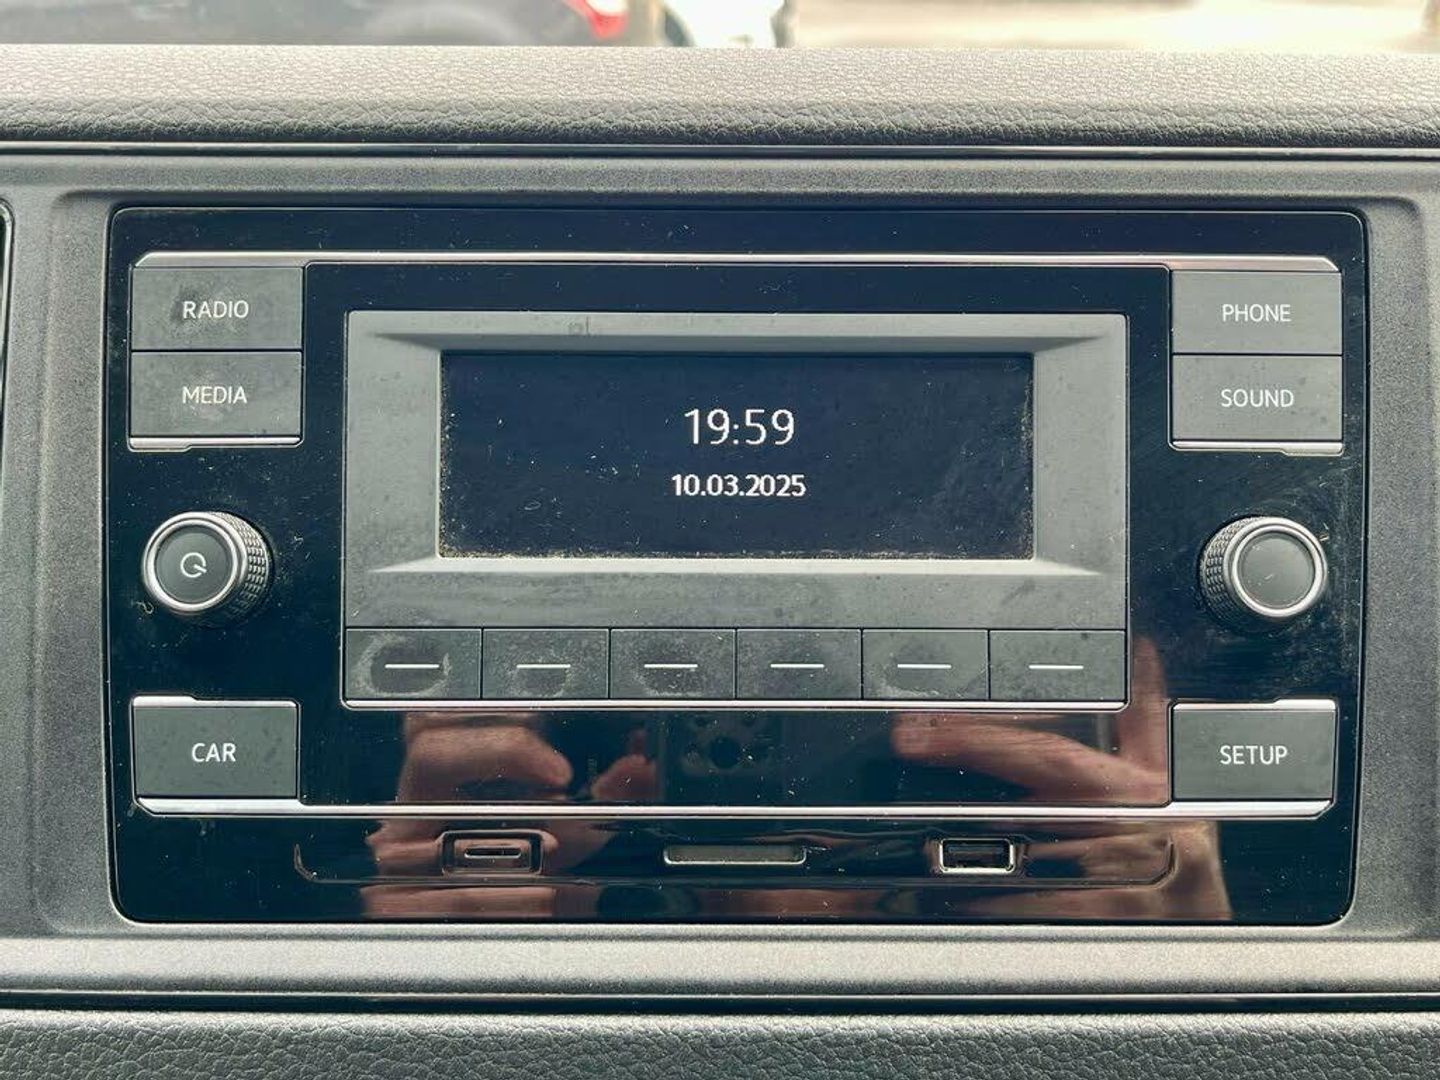 RADIO
MEDIA
PHONE
SOUND
19:59
10.03.2025
CAR
SETUP